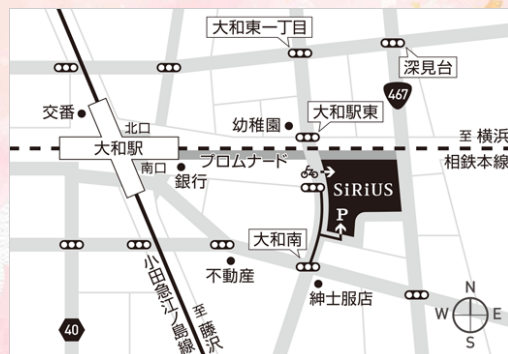 大和東一丁目
深見台
467
交番
北口
幼稚園
大和駅東
大和駅
プロムナード
至 横浜
相鉄本線
南口
銀行
SiRiUS
P
大和南
不動産
紳士服店
40
小田急江ノ島線
至 藤沢
N
W E
S